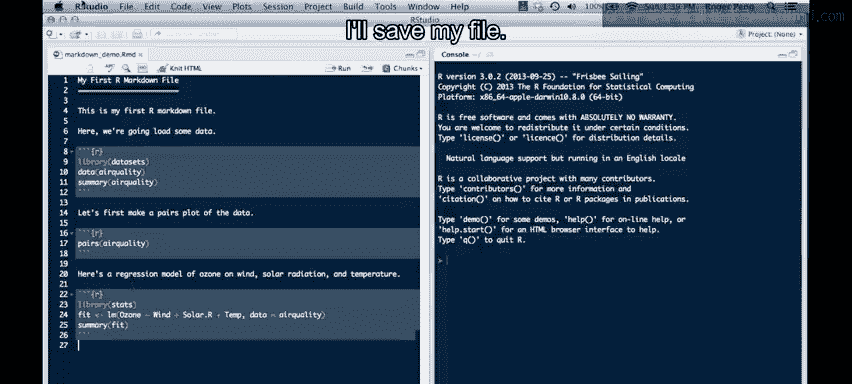 RStudio File Edit Code View Plots Session Project Build Tools Window Help 100% Sun 1:39 PM Roger Peng
I'll save my file.
RStudio
Project: (None)
markdown_demo.Rmd
Console
Knit HTML Run Chunks
1 My First R Markdown File
2 ========================
3
4 This is my first R markdown file.
5
6 Here, we're going load some data.
7
8 ```{r}
9 library(datasets)
10 data(airquality)
11 summary(airquality)
12 ```
13
14 Let's first make a pairs plot of the data.
15
16 ```{r}
17 pairs(airquality)
18 ```
19
20 Here's a regression model of ozone on wind, solar radiation, and temperature.
21
22 ```{r}
23 library(stats)
24 fit <- lm(Ozone ~ Wind + Solar.R + Temp, data = airquality)
25 summary(fit)
26 ```
27
R version 3.0.2 (2013-09-25) -- "Frisbee Sailing"
Copyright (C) 2013 The R Foundation for Statistical Computing
Platform: x86_64-apple-darwin10.8.0 (64-bit)
R is free software and comes with ABSOLUTELY NO WARRANTY.
You are welcome to redistribute it under certain conditions.
Type 'license()' or 'licence()' for distribution details.
Natural language support but running in an English locale
R is a collaborative project with many contributors.
Type 'contributors()' for more information and
'citation()' on how to cite R or R packages in publications.
Type 'demo()' for some demos, 'help()' for on-line help, or
'help.start()' for an HTML browser interface to help.
Type 'q()' to quit R.
>